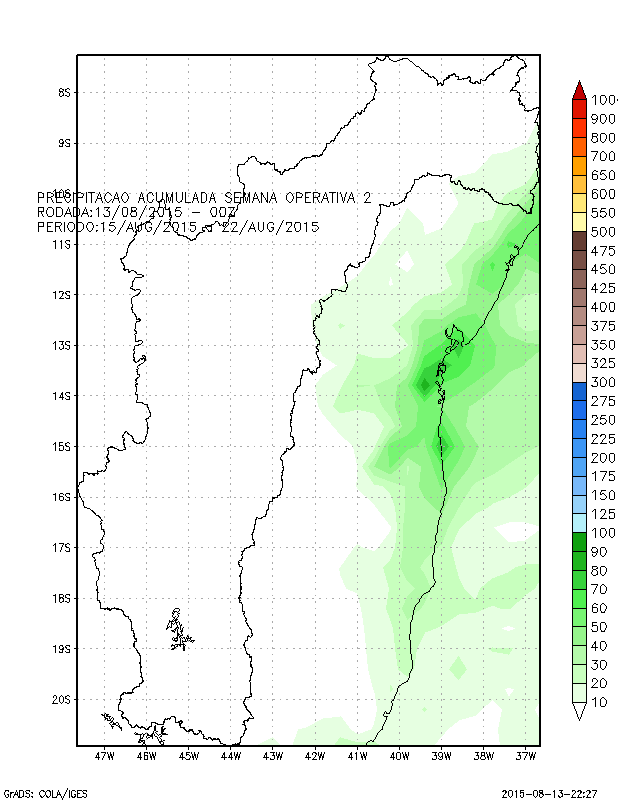 PRECIPITACAO ACUMULADA SEMANA OPERATIVA 2
RODADA:13/08/2015 - 00Z
PERIODO:15/AUG/2015 a 22/AUG/2015
8S
9S
10S
11S
12S
13S
14S
15S
16S
17S
18S
19S
20S
47W 46W 45W 44W 43W 42W 41W 40W 39W 38W 37W
100
900
800
700
650
600
550
500
475
450
425
400
375
350
325
300
275
250
225
200
175
150
125
100
90
80
70
60
50
40
30
20
10
GrADS: COLA/IGES
2015-08-13-22:27